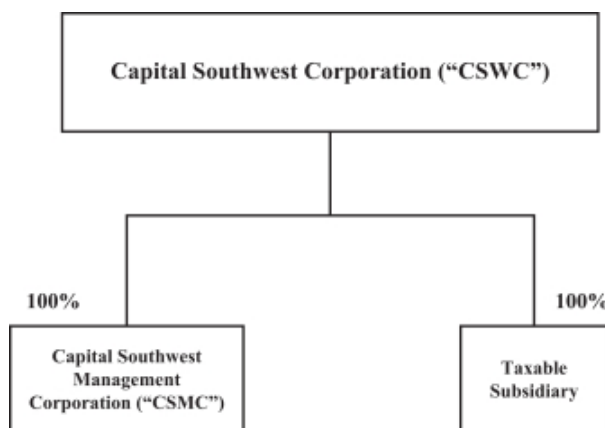 Capital Southwest Corporation (“CSWC”)
100%
100%
Capital Southwest
Management
Corporation (“CSMC”)
Taxable
Subsidiary